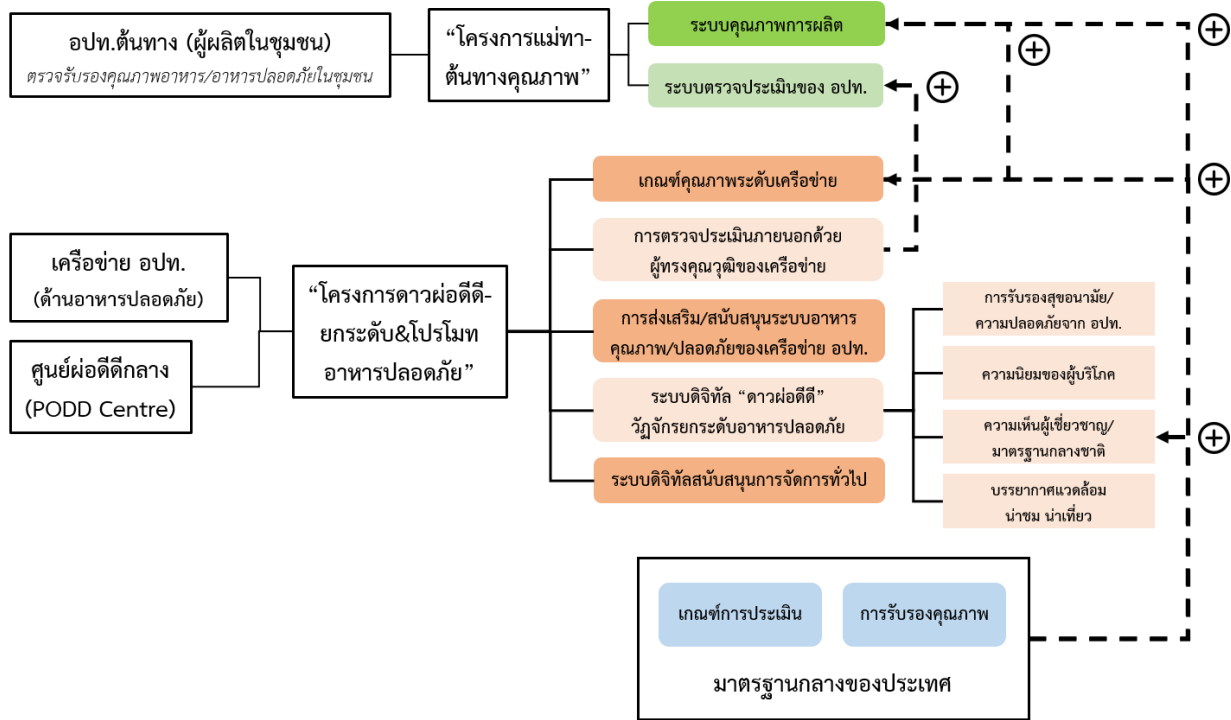 อปท.ต้นทาง (ผู้ผลิตในชุมชน)
ตรวจรับรองคุณภาพอาหาร/อาหารปลอดภัยในชุมชน
“โครงการแม่ทา-
ต้นทางคุณภาพ”
ระบบคุณภาพการผลิต
ระบบตรวจประเมินของ อปท.
เครือข่าย อปท.
(ด้านอาหารปลอดภัย)
ศูนย์ผ่อดีดีกลาง
(PODD Centre)
“โครงการดาวผ่อดีดี-
ยกระดับ&โปรโมท
อาหารปลอดภัย”
เกณฑ์คุณภาพระดับเครือข่าย
การตรวจประเมินภายนอกด้วย
ผู้ทรงคุณวุฒิของเครือข่าย
การส่งเสริม/สนับสนุนระบบอาหาร
คุณภาพ/ปลอดภัยของเครือข่าย อปท.
ระบบดิจิทัล “ดาวผ่อดีดี”
วัฏจักรยกระดับอาหารปลอดภัย
ระบบดิจิทัลสนับสนุนการจัดการทั่วไป
การรับรองสุขอนามัย/
ความปลอดภัยจาก อปท.
ความนิยมของผู้บริโภค
ความเห็นผู้เชี่ยวชาญ/
มาตรฐานกลางชาติ
บรรยากาศแวดล้อม
น่าชม น่าเที่ยว
เกณฑ์การประเมิน
การรับรองคุณภาพ
มาตรฐานกลางของประเทศ